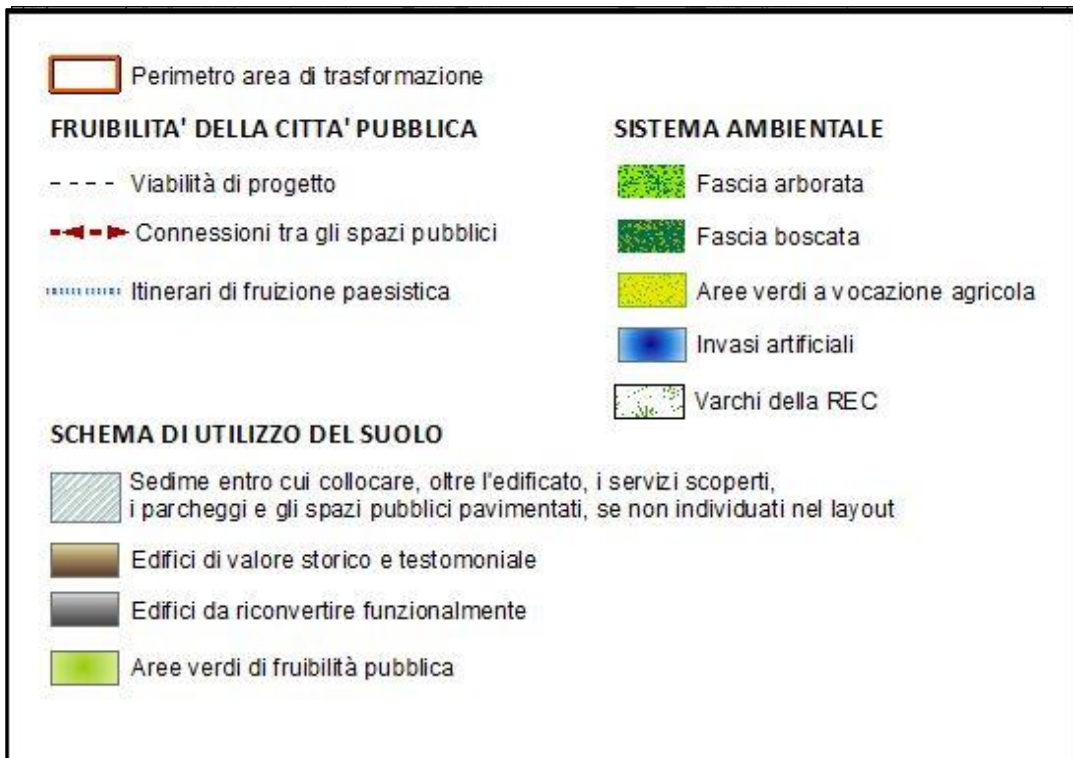 Perimetro area di trasformazione
FRUIBILITA' DELLA CITTA' PUBBLICA
Viabilità di progetto
Connessioni tra gli spazi pubblici
Itinerari di fruizione paesistica
SISTEMA AMBIENTALE
Fascia arborata
Fascia boscata
Aree verdi a vocazione agricola
Invasi artificiali
Varchi della REC
SCHEMA DI UTILIZZO DEL SUOLO
Sedime entro cui collocare, oltre l'edificato, i servizi scoperti,
i parcheggi e gli spazi pubblici pavimentati, se non individuati nel layout
Edifici di valore storico e testomoniale
Edifici da riconvertire funzionalmente
Aree verdi di fruibilità pubblica